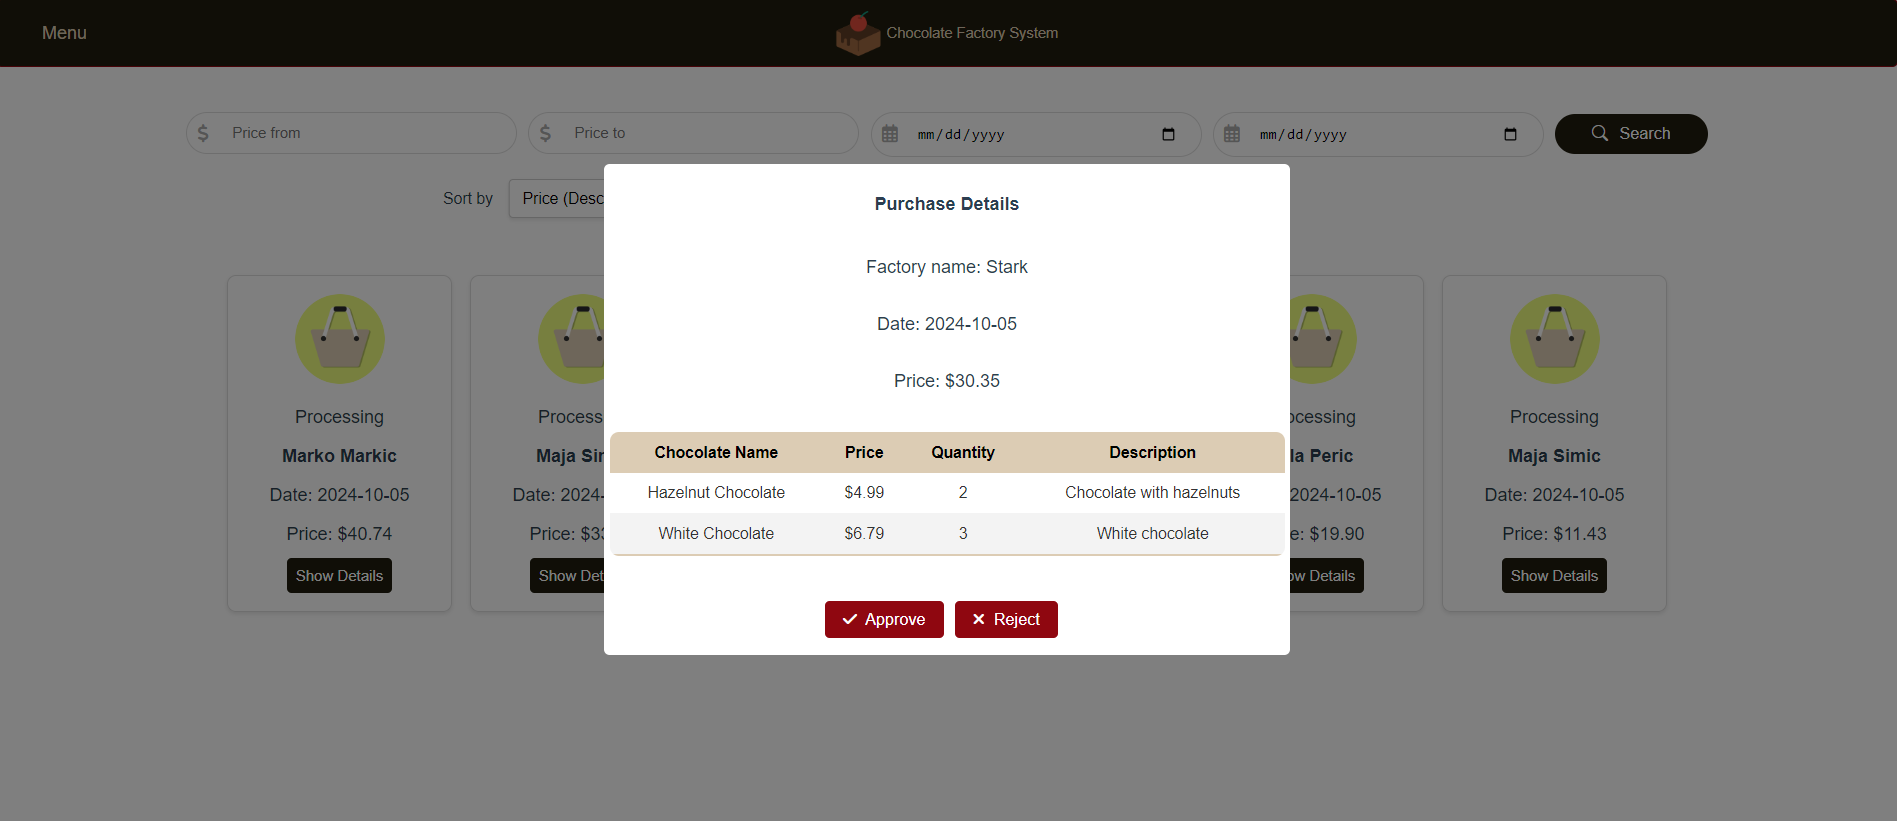 Menu
Chocolate Factory System
Price from
Price to
mm/dd/yyyy
mm/dd/yyyy
Search
Sort by
Price (Desc
Purchase Details
Factory name: Stark
Date: 2024-10-05
Price: $30.35
Chocolate Name Price Quantity Description
Hazelnut Chocolate $4.99 2 Chocolate with hazelnuts
White Chocolate $6.79 3 White chocolate
Approve
Reject
Processing
Marko Markic
Date: 2024-10-05
Price: $40.74
Show Details
Process
Maja Sir
Date: 2024-
Price: $33
Show Det
cessing
la Peric
2024-10-05
e: $19.90
w Details
Processing
Maja Simic
Date: 2024-10-05
Price: $11.43
Show Details